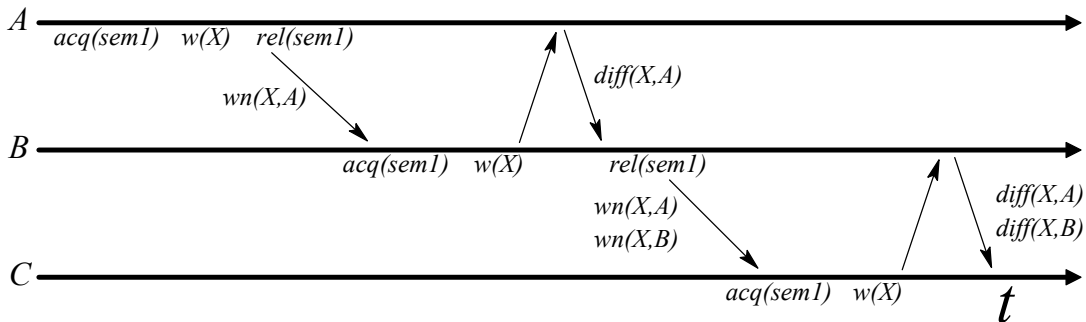 A
acq(sem1) w(X) rel(sem1)
diff(X,A)
wn(X,A)
B
acq(sem1) w(X) rel(sem1)
wn(X,A)
wn(X,B)
diff(X,A)
diff(X,B)
C
acq(sem1) w(X)
t